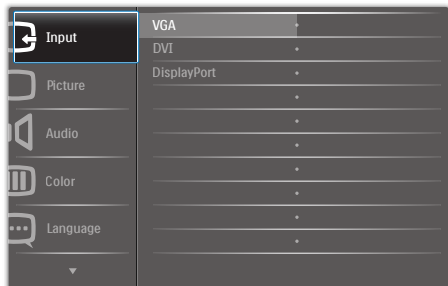 Input
Picture
Audio
Color
Language
VGA
DVI
DisplayPort